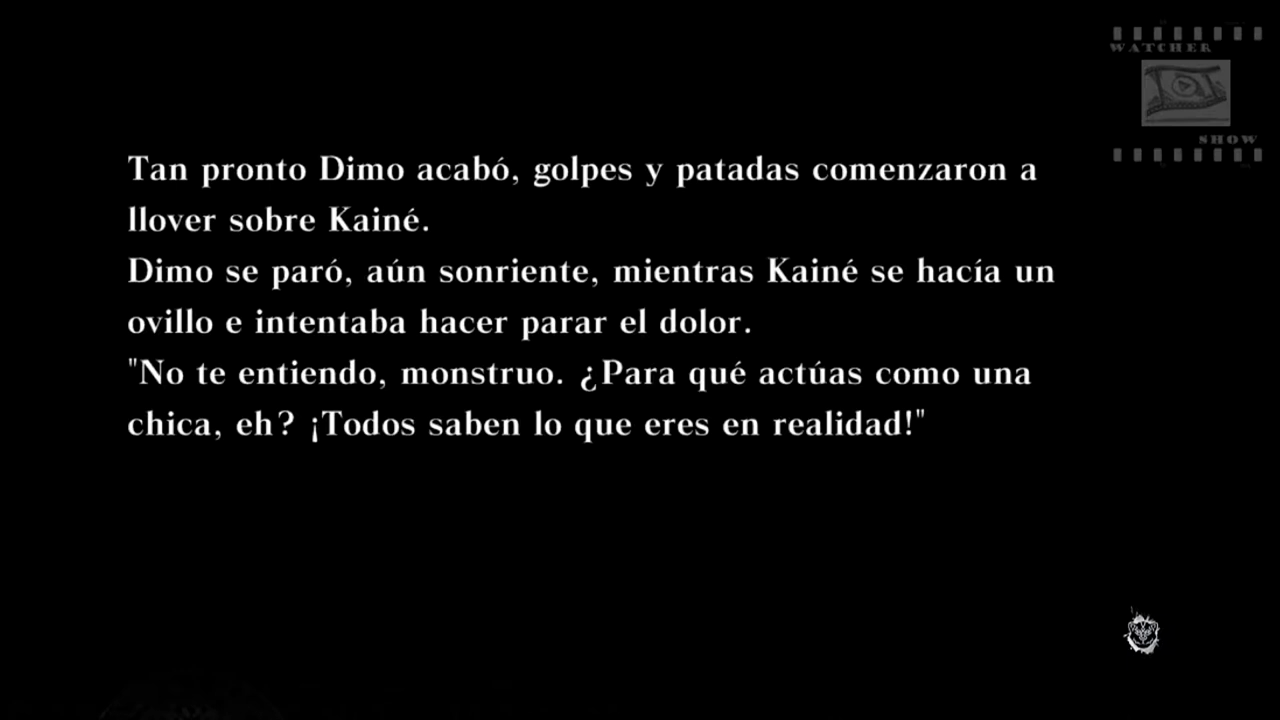 WATCHER
SHOW
Tan pronto Dimo acabó, golpes y patadas comenzaron a
llover sobre Kainé.
Dimo se paró, aún sonriente, mientras Kainé se hacía un
ovillo e intentaba hacer parar el dolor.
"No te entiendo, monstruo. ¿Para qué actúas como una
chica, eh? ¡Todos saben lo que eres en realidad!"